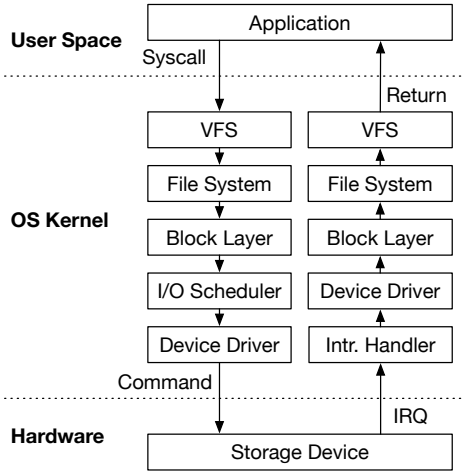 Application
User Space
Syscall
Return
VFS VFS
File System File System
OS Kernel
Block Layer Block Layer
I/O Scheduler Device Driver
Device Driver Intr. Handler
Command
IRQ
Hardware
Storage Device